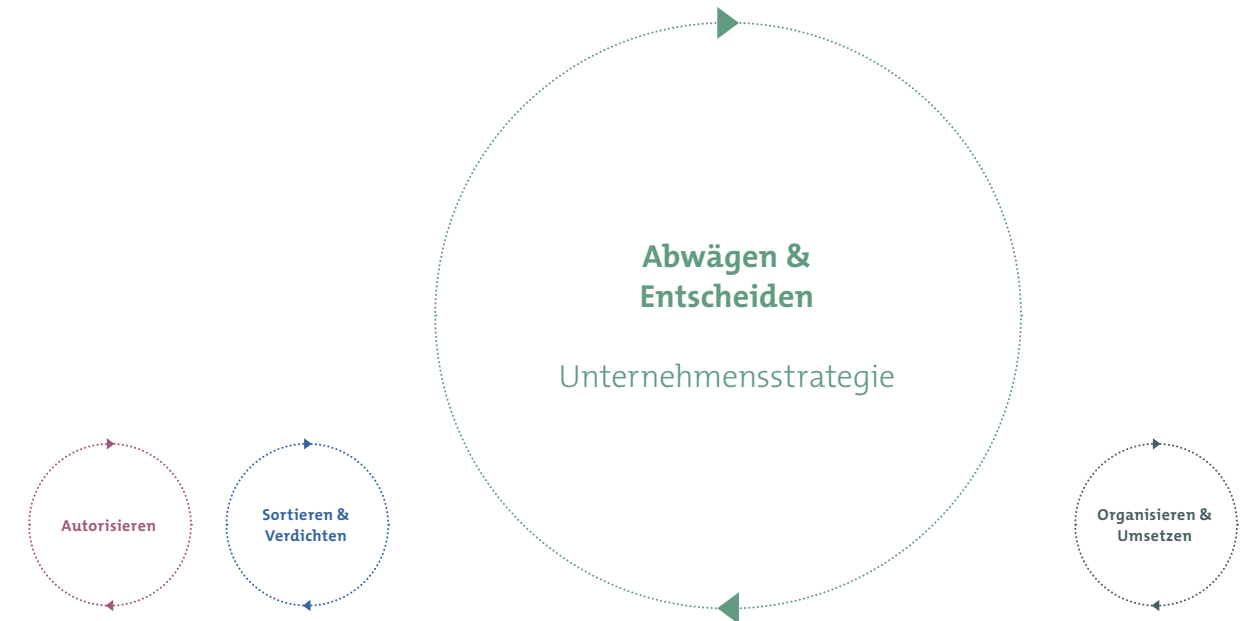 Abwägen &
Entscheiden
Unternehmensstrategie
Autorisieren
Sortieren &
Verdichten
Organisieren &
Umsetzen